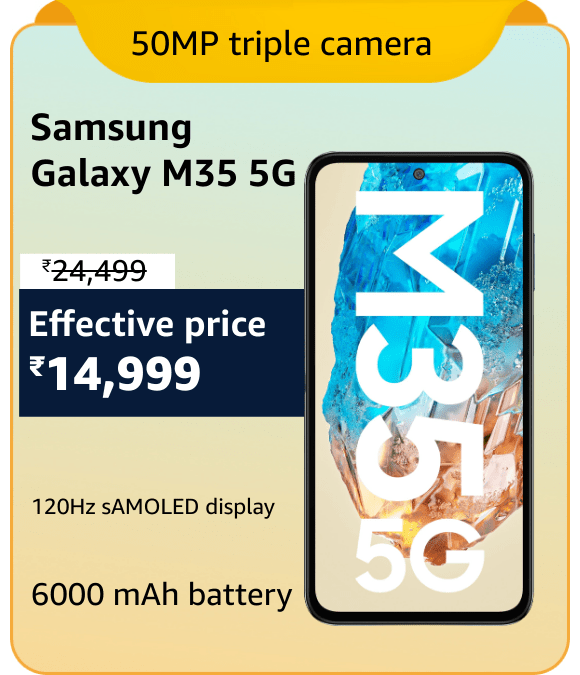 50MP triple camera
Samsung
Galaxy M35 5G
₹24,499
Effective price
₹14,999
120Hz sAMOLED display
6000 mAh battery
M35
5G